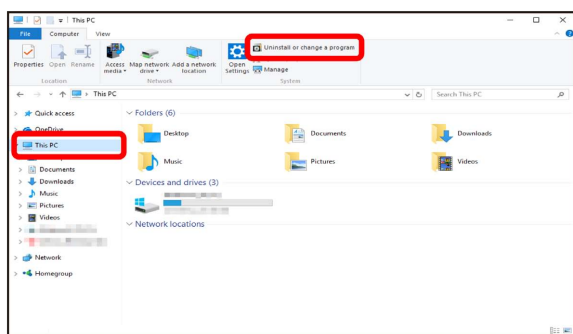 This PC
File Computer View
Properties Open Rename Access media Map network drive Add a network location Open Settings Uninstall or change a program
Manage
Location Network System
This PC Search This PC
Quick access
OneDrive
This PC
Documents
Downloads
Music
Pictures
Videos
Network
Homegroup
Folders (6)
Desktop Documents Downloads
Music Pictures Videos
Devices and drives (3)
Network locations